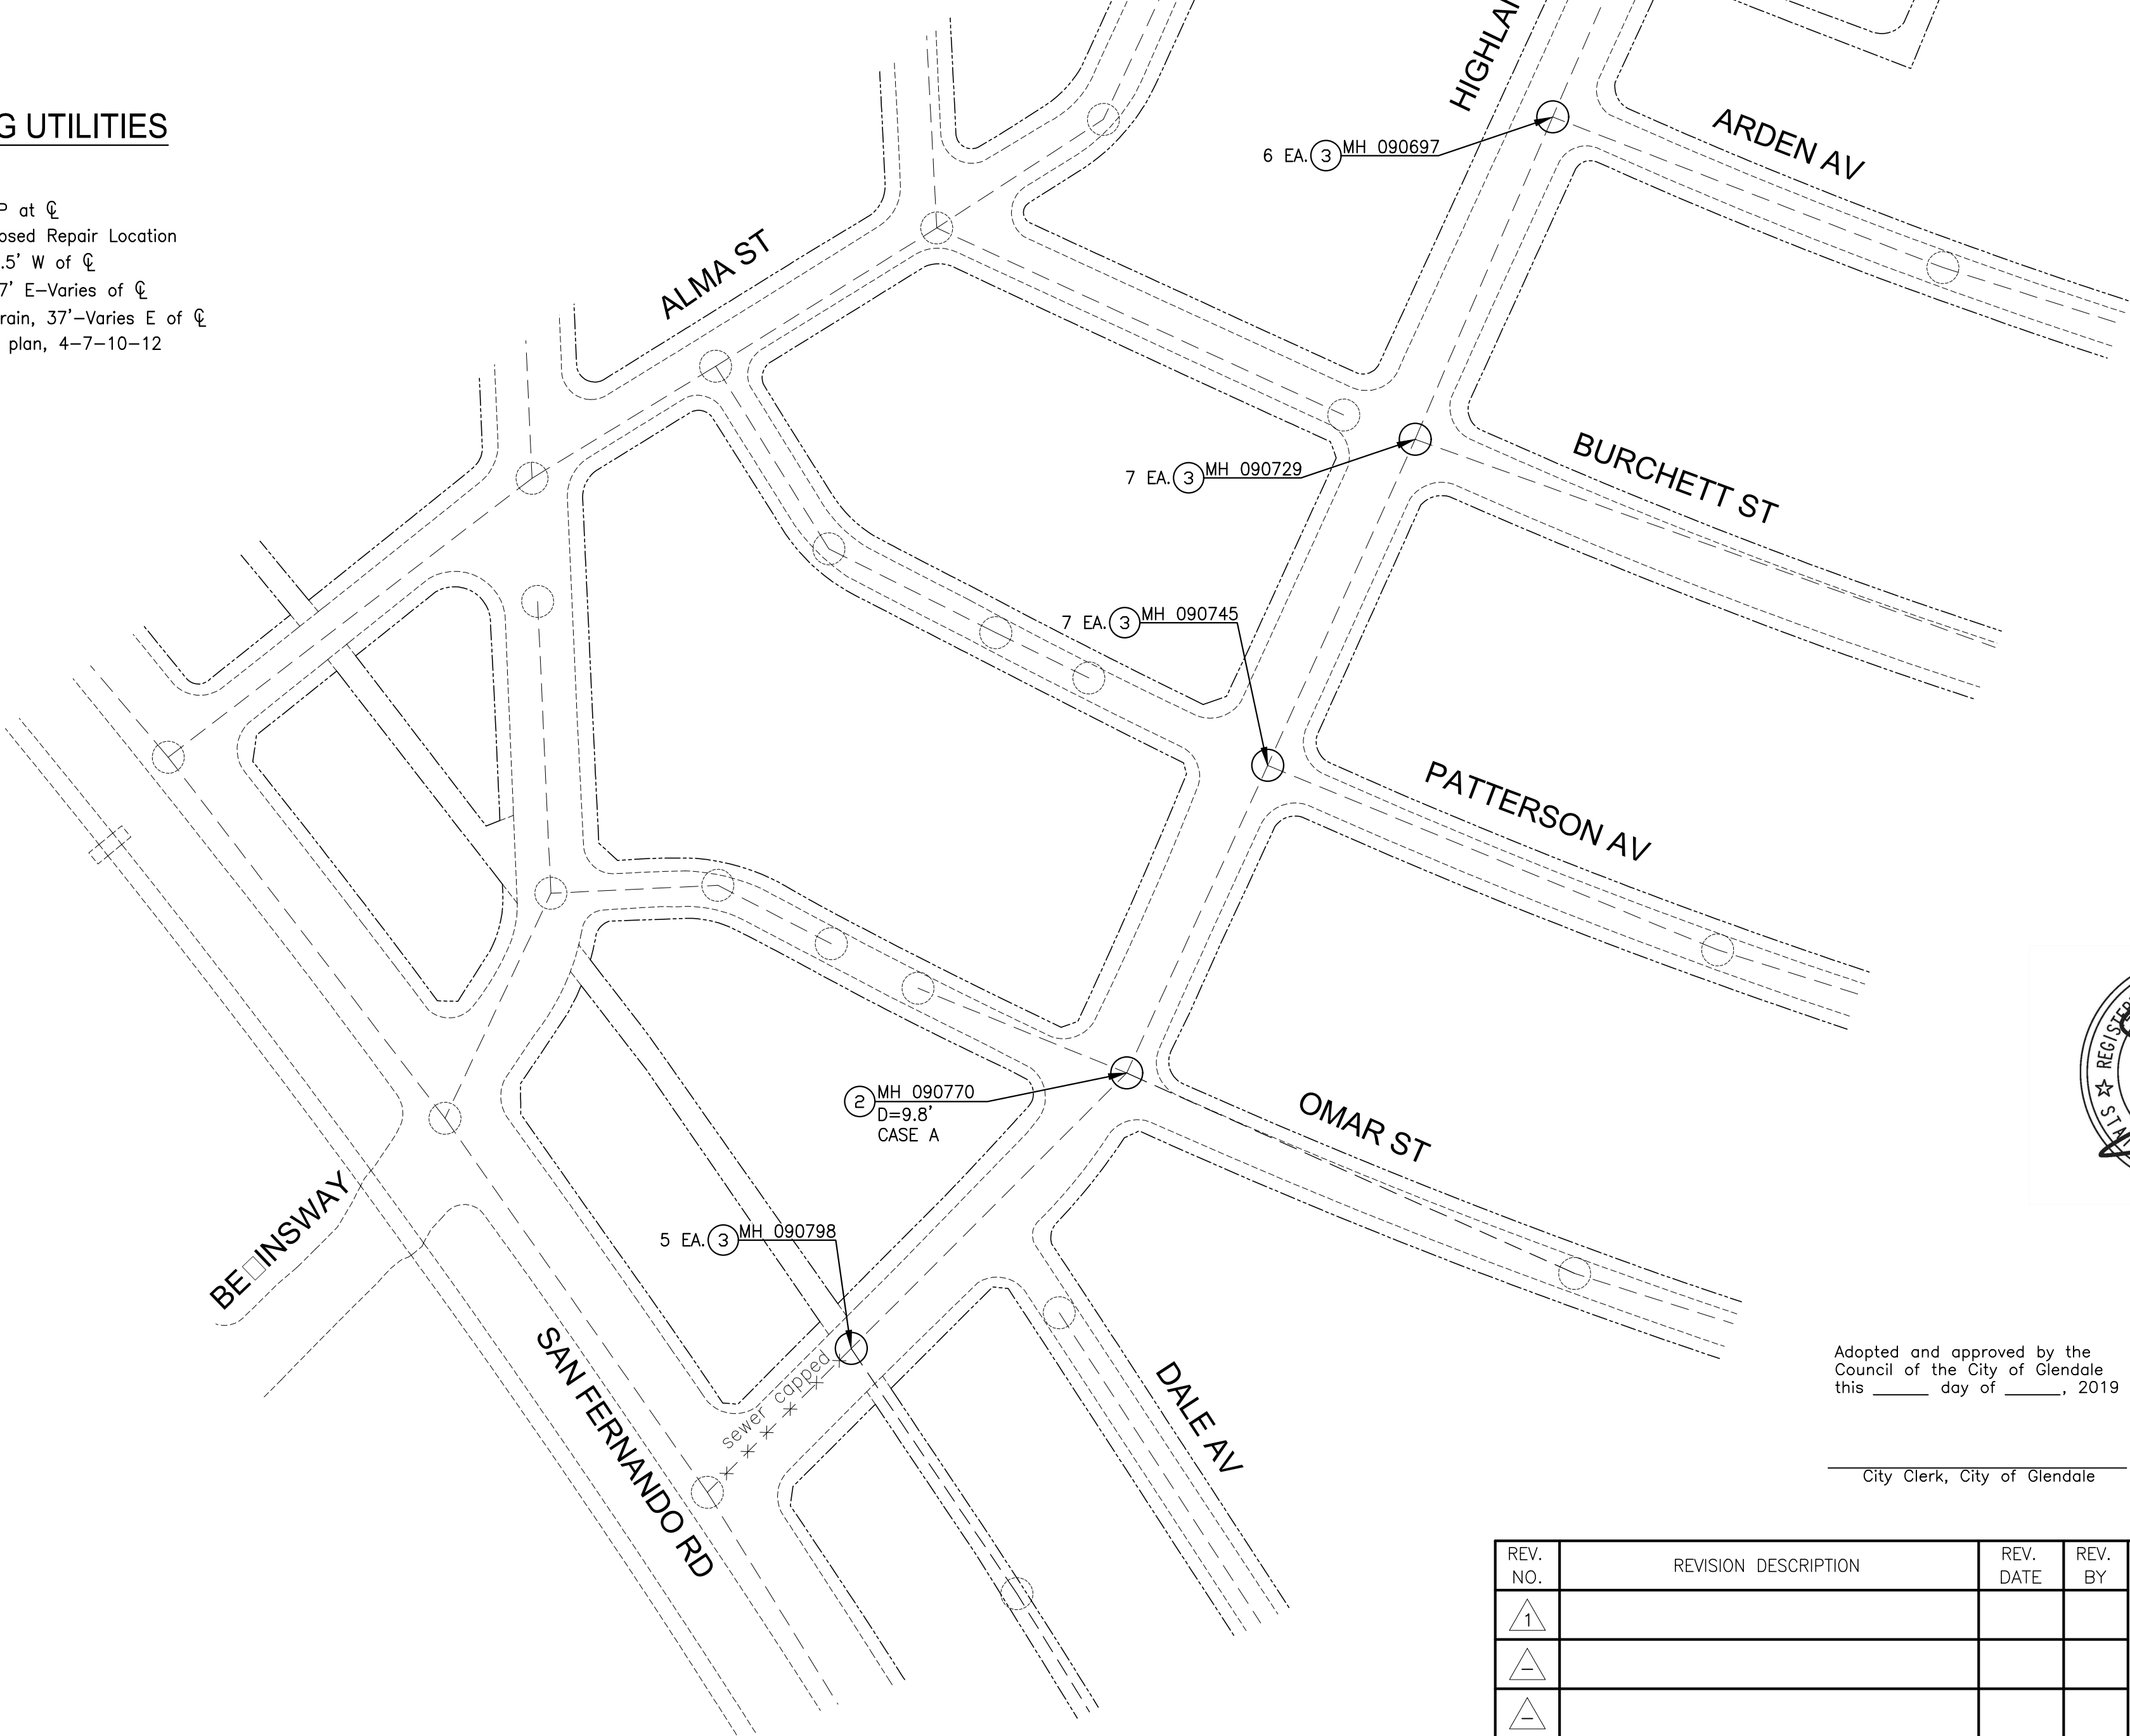 G UTILITIES
P at ℄
osed Repair Location
.5' W of ℄
7' E-Varies of ℄
rain, 37'-Varies E of ℄
plan, 4-7-10-12
HIGHLAN
ARDEN AV
6 EA. 3 MH 090697
ALMA ST
7 EA. 3 MH 090729
BURCHETT ST
7 EA. 3 MH 090745
PATTERSON AV
2 MH 090770
D=9.8'
CASE A
OMAR ST
5 EA. 3 MH 090798
BE□INSWAY
SAN FERNANDO RD
sewer capped
DALE AV
Adopted and approved by the
Council of the City of Glendale
this ______ day of ______, 2019
City Clerk, City of Glendale
REV. NO.
REVISION DESCRIPTION
REV. DATE
REV. BY
1
-
-